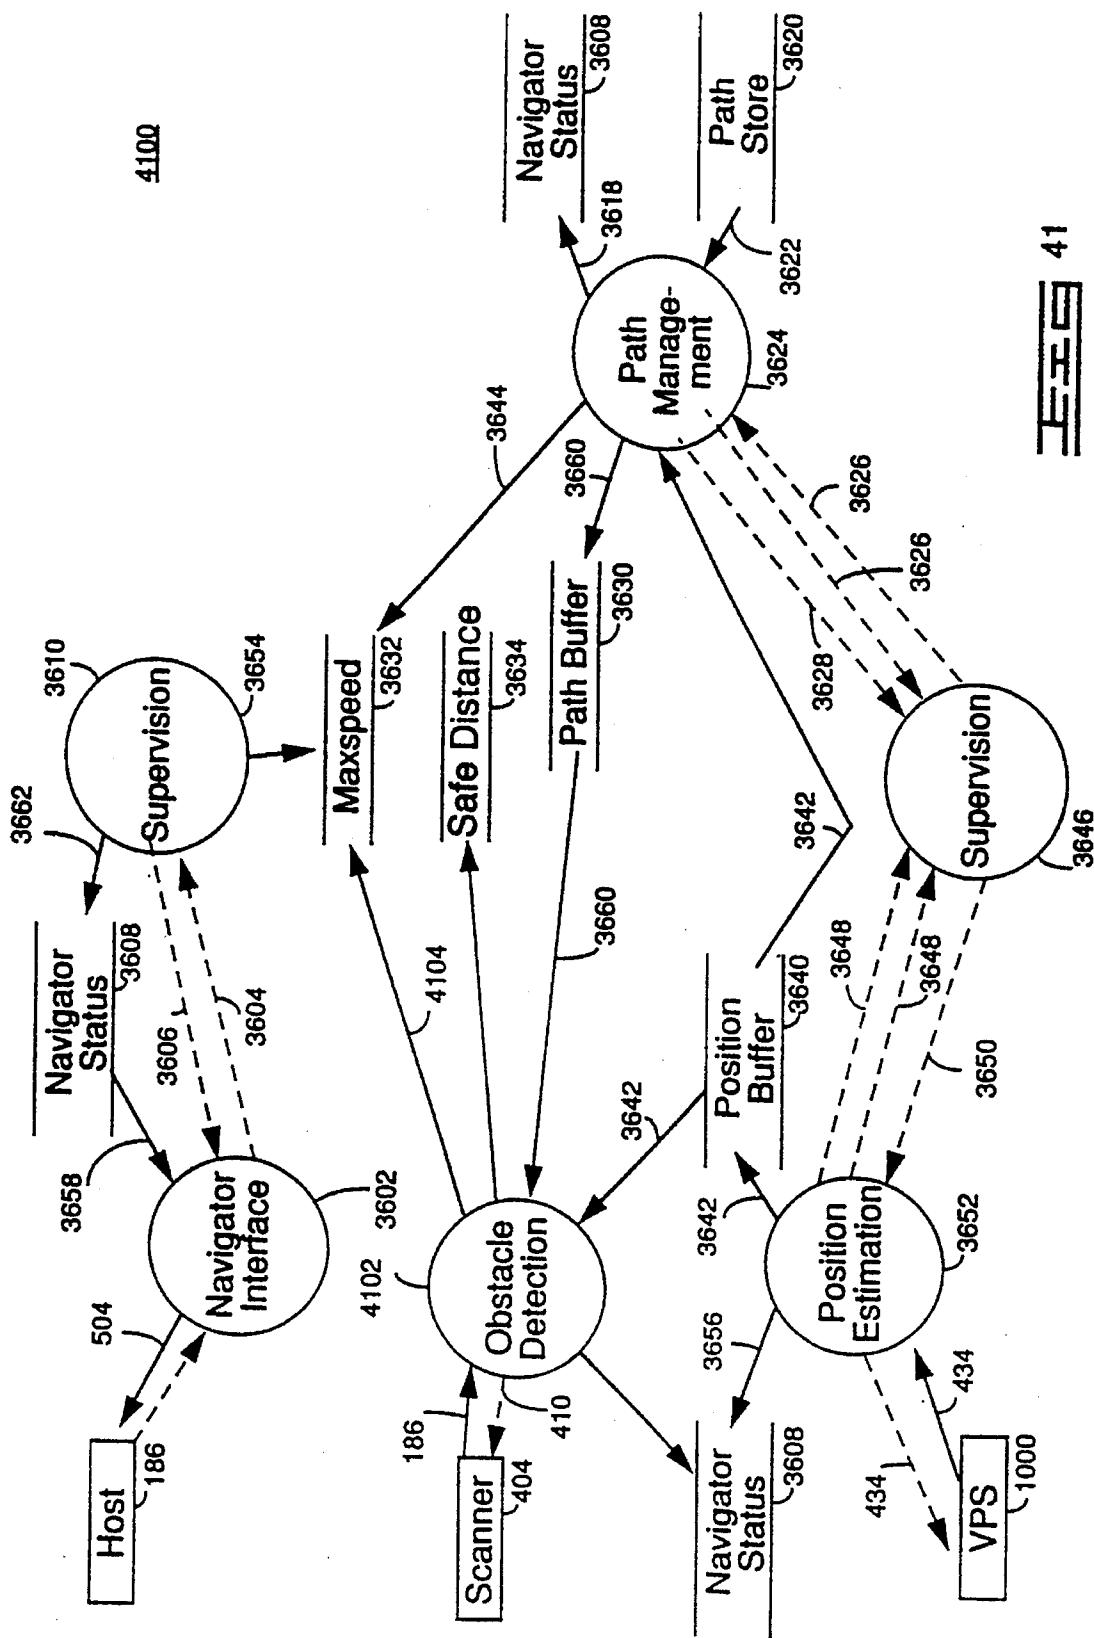 4100
Host
186
504
Navigator
Interface
3602
3658
Navigator
Status
3608
3606
3604
3662
Supervision
3610
3654
Maxspeed
3632
Safe Distance
3634
Path Buffer
3630
3644
3660
3660
4104
Scanner
404
186
410
4102
Obstacle
Detection
3642
Navigator
Status
3608
3656
VPS
1000
434
434
Position
Estimation
3652
3642
Position
Buffer
3640
3642
3648
3648
3650
Supervision
3646
3628
3626
3626
Path
Manage-
ment
3624
3618
Navigator
Status
3608
3622
Path
Store
3620
FIG 41